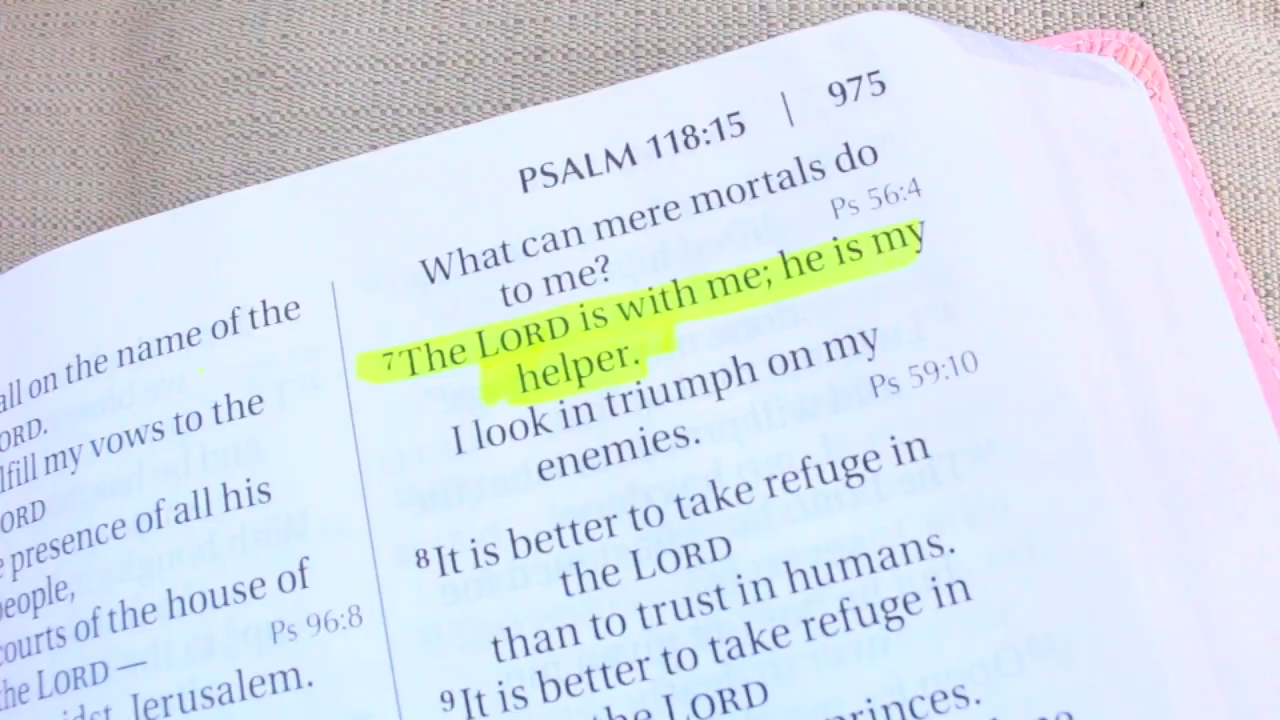 PSALM 118:15 | 975
on the name of the
ORD.
my vows to the
ORD
presence of all his
people,
courts of the house of
Ps 96:8
the LORD —
Jerusalem.
What can mere mortals do
Ps 56:4
to me?
7The LORD is with me; he is my
helper.
I look in triumph on my
Ps 59:10
enemies.
8It is better to take refuge in
the LORD
than to trust in humans.
9It is better to take refuge in
the LORD
princes.